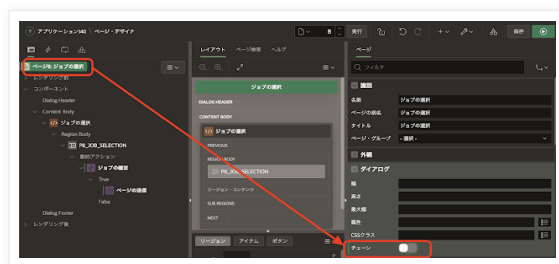 アプリケーション140 \ ページ・デザイナ
8
実行
保存
ページ8: ジョブの選択
レンダリング前
コンポーネント
Dialog Header
Content Body
ジョブの選択
Region Body
P8_JOB_SELECTION
動的アクション
ジョブの選択
True
ページの送信
False
Dialog Footer
レンダリング後
レイアウト ページ検索 ヘルプ
ジョブの選択
DIALOG HEADER
CONTENT BODY
ジョブの選択
PREVIOUS
REGION BODY
P8_JOB_SELECTION
リージョン・コンテンツ
SUB REGIONS
NEXT
リージョン アイテム ボタン
ページ
フィルタ
識別
名前 ジョブの選択
ページの別名 ジョブの選択
タイトル ジョブの選択
ページ・グループ - 選択 -
外観
ダイアログ
幅
高さ
最大幅
属性
CSSクラス
チェーン